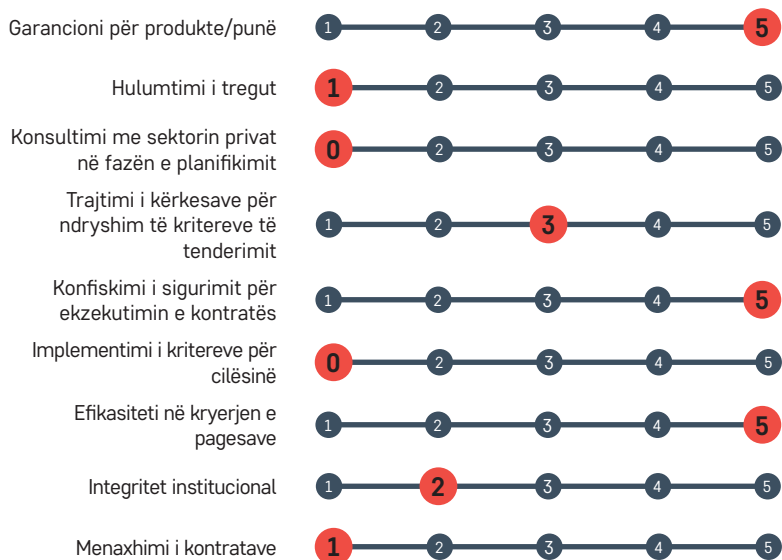 Garancioni për produkte/punë 1 2 3 4 5
Hulumtimi i tregut 1 2 3 4 5
Konsultimi me sektorin privat
në fazën e planifikimit 0 2 3 4 5
Trajtimi i kërkesave për
ndryshim të kritereve të 1 2 3 4 5
tenderimit
Konfiskimi i sigurimit për
ekzekutimin e kontratës 1 2 3 4 5
Implementimi i kritereve për
cilësinë 0 2 3 4 5
Efikasiteti në kryerjen e
pagesave 1 2 3 4 5
Integritet institucional 1 2 3 4 5
Menaxhimi i kontratave 1 2 3 4 5